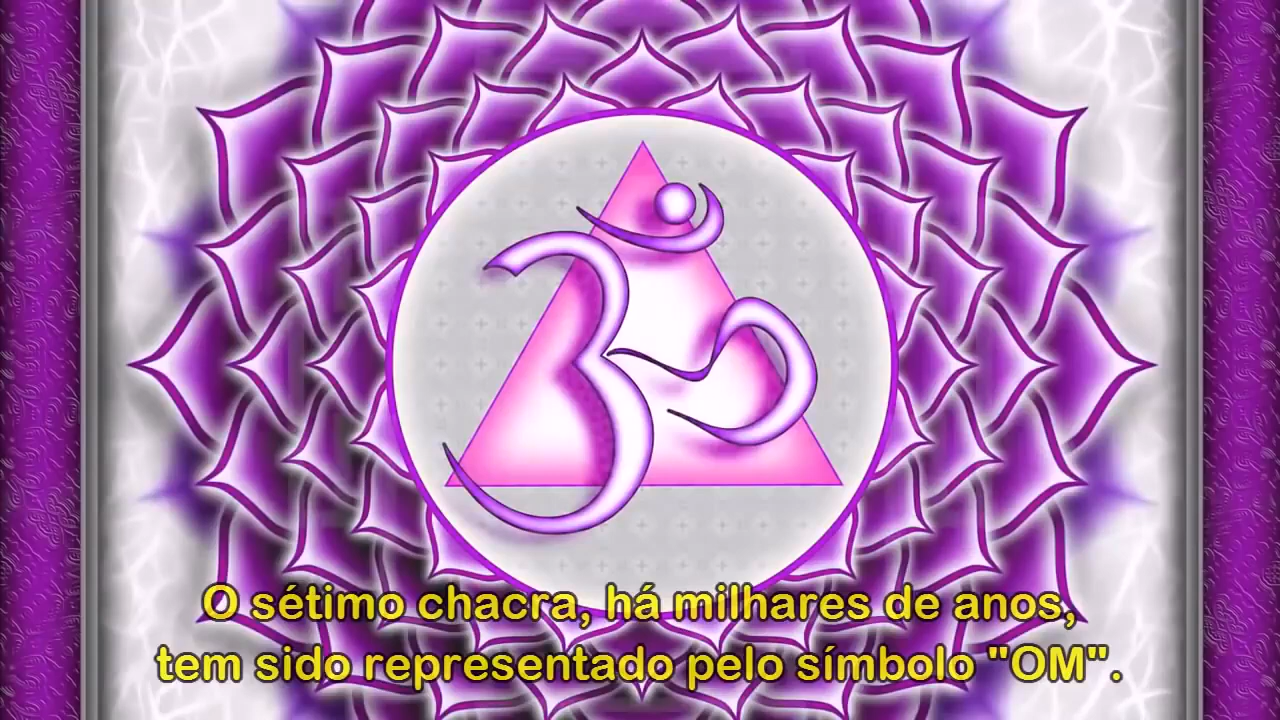 ॐ
O sétimo chacra, há milhares de anos,
tem sido representado pelo símbolo "OM".